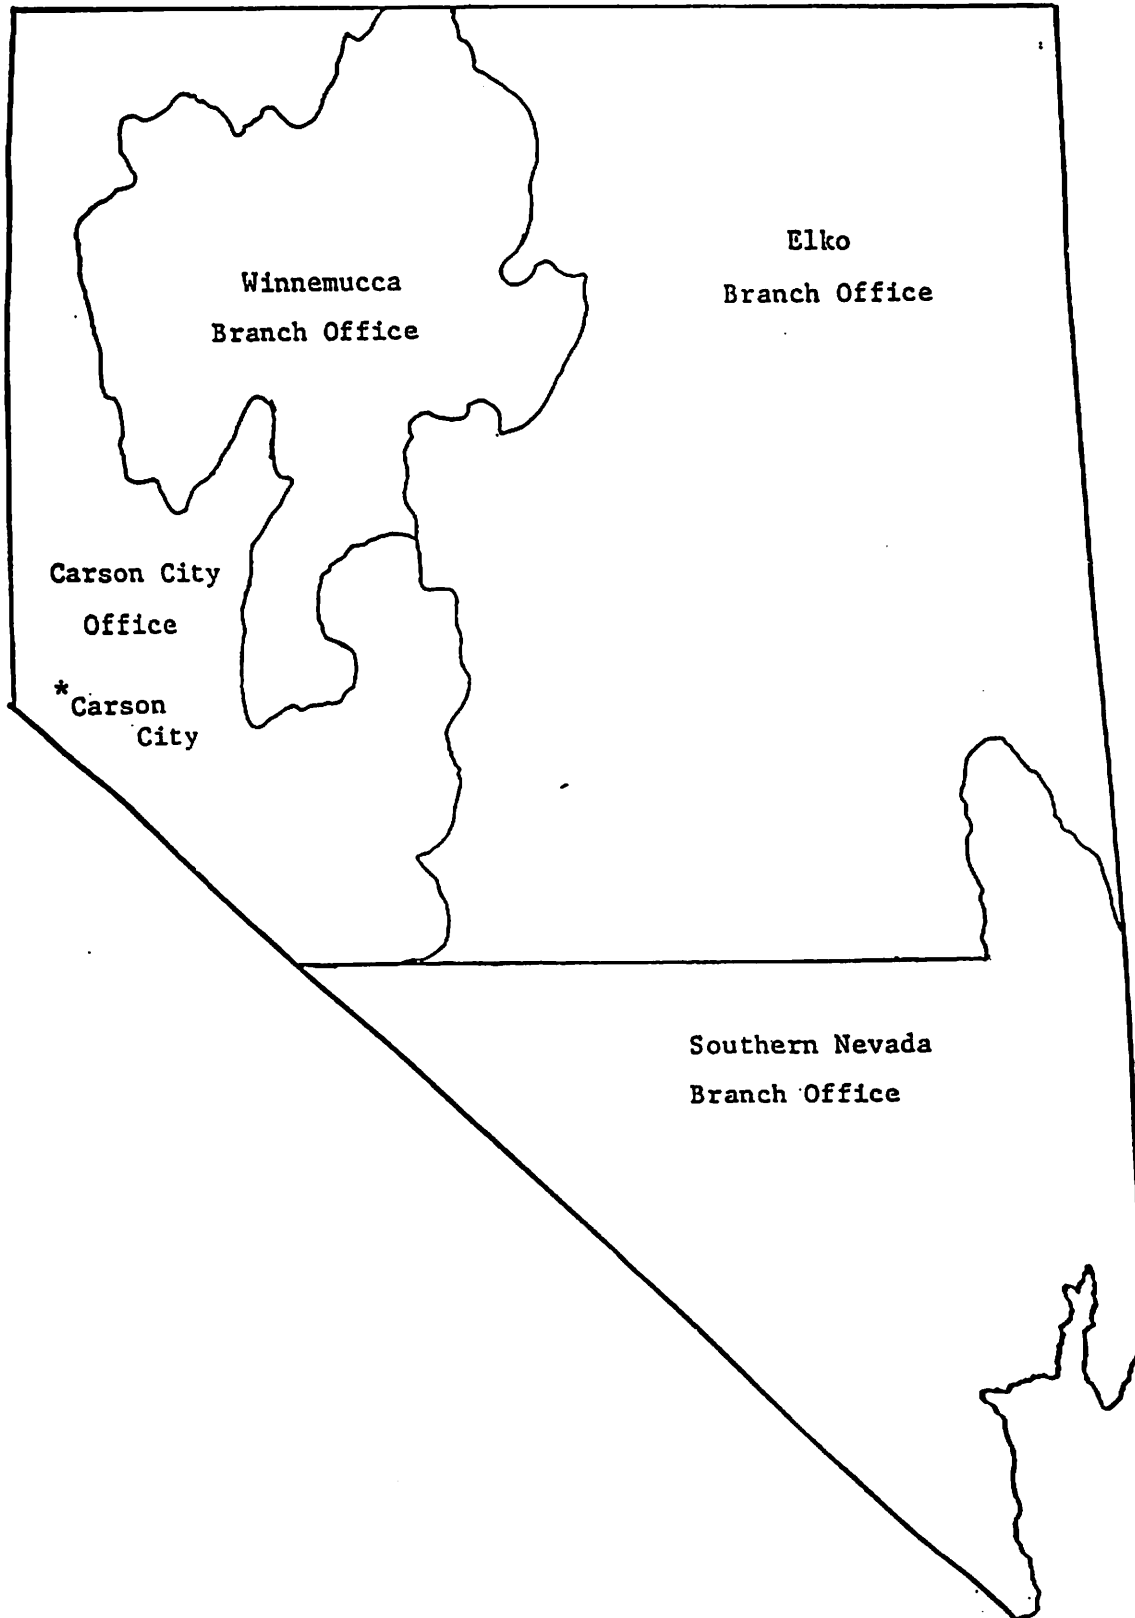 Winnemucca
Branch Office
Elko
Branch Office
Carson City
Office
*Carson
City
Southern Nevada
Branch Office